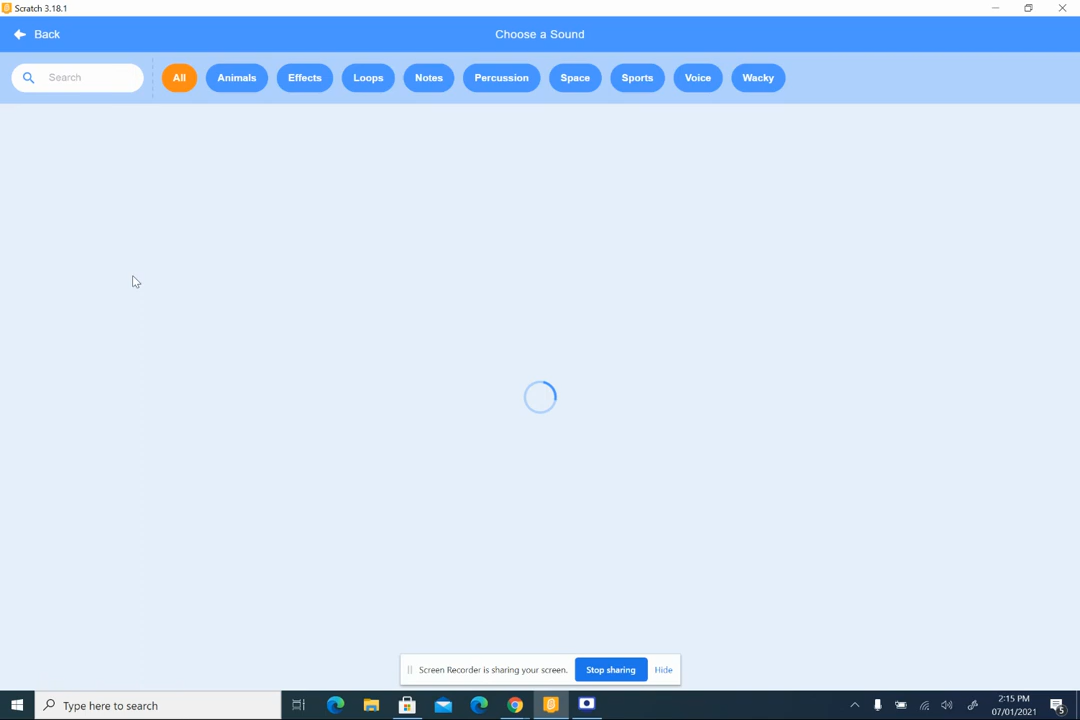 Scratch 3.18.1
Back
Choose a Sound
Search
All
Animals
Effects
Loops
Notes
Percussion
Space
Sports
Voice
Wacky
Screen Recorder is sharing your screen.
Stop sharing
Hide
Type here to search
2:15 PM
07/01/2021
5